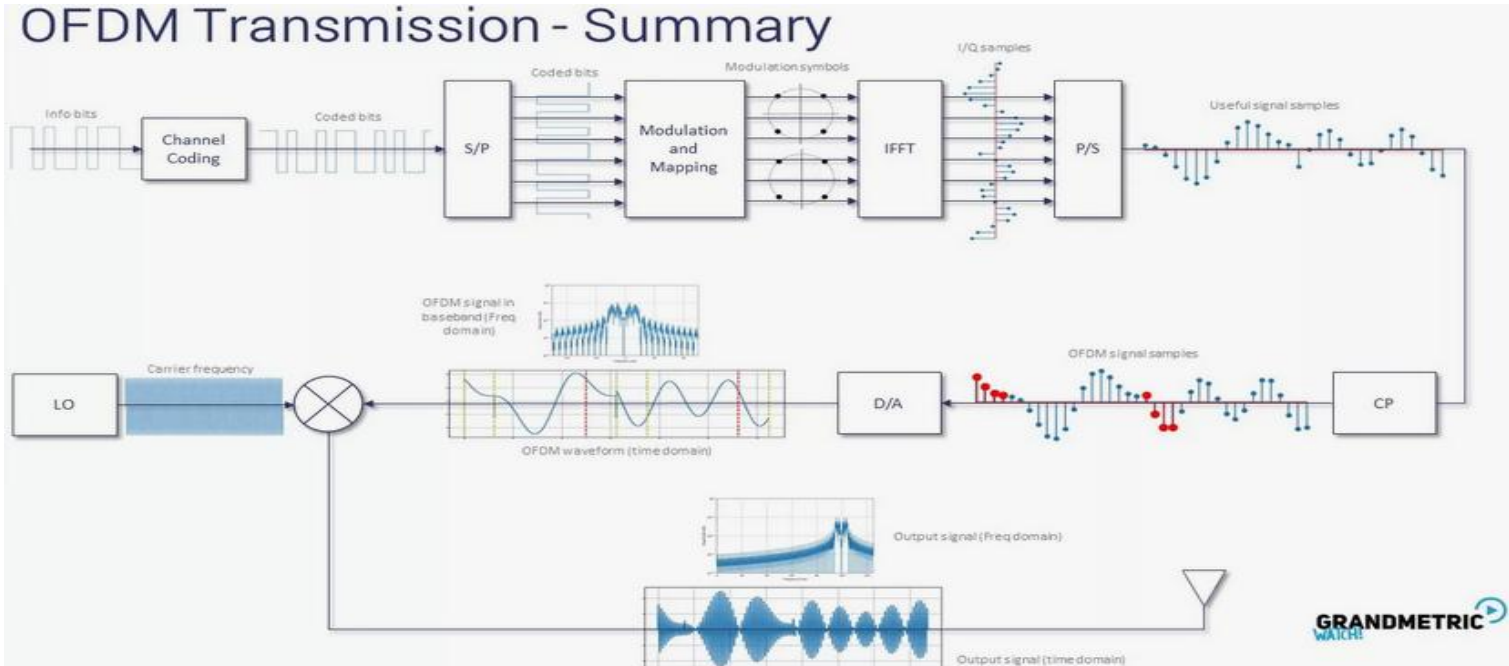 OFDM Transmission - Summary
I/Q samples
Coded bits
Modulation symbols
Info bits
Coded bits
Useful signal samples
Channel
Coding
S/P
Modulation
and
Mapping
IFFT
P/S
OFDM signal in
baseband (Freq
domain)
OFDM signal samples
Carrier frequency
LO
D/A
CP
OFDM waveform (time domain)
Output signal (Freq domain)
Output signal (time domain)
GRANDMETRIC
WATCH!